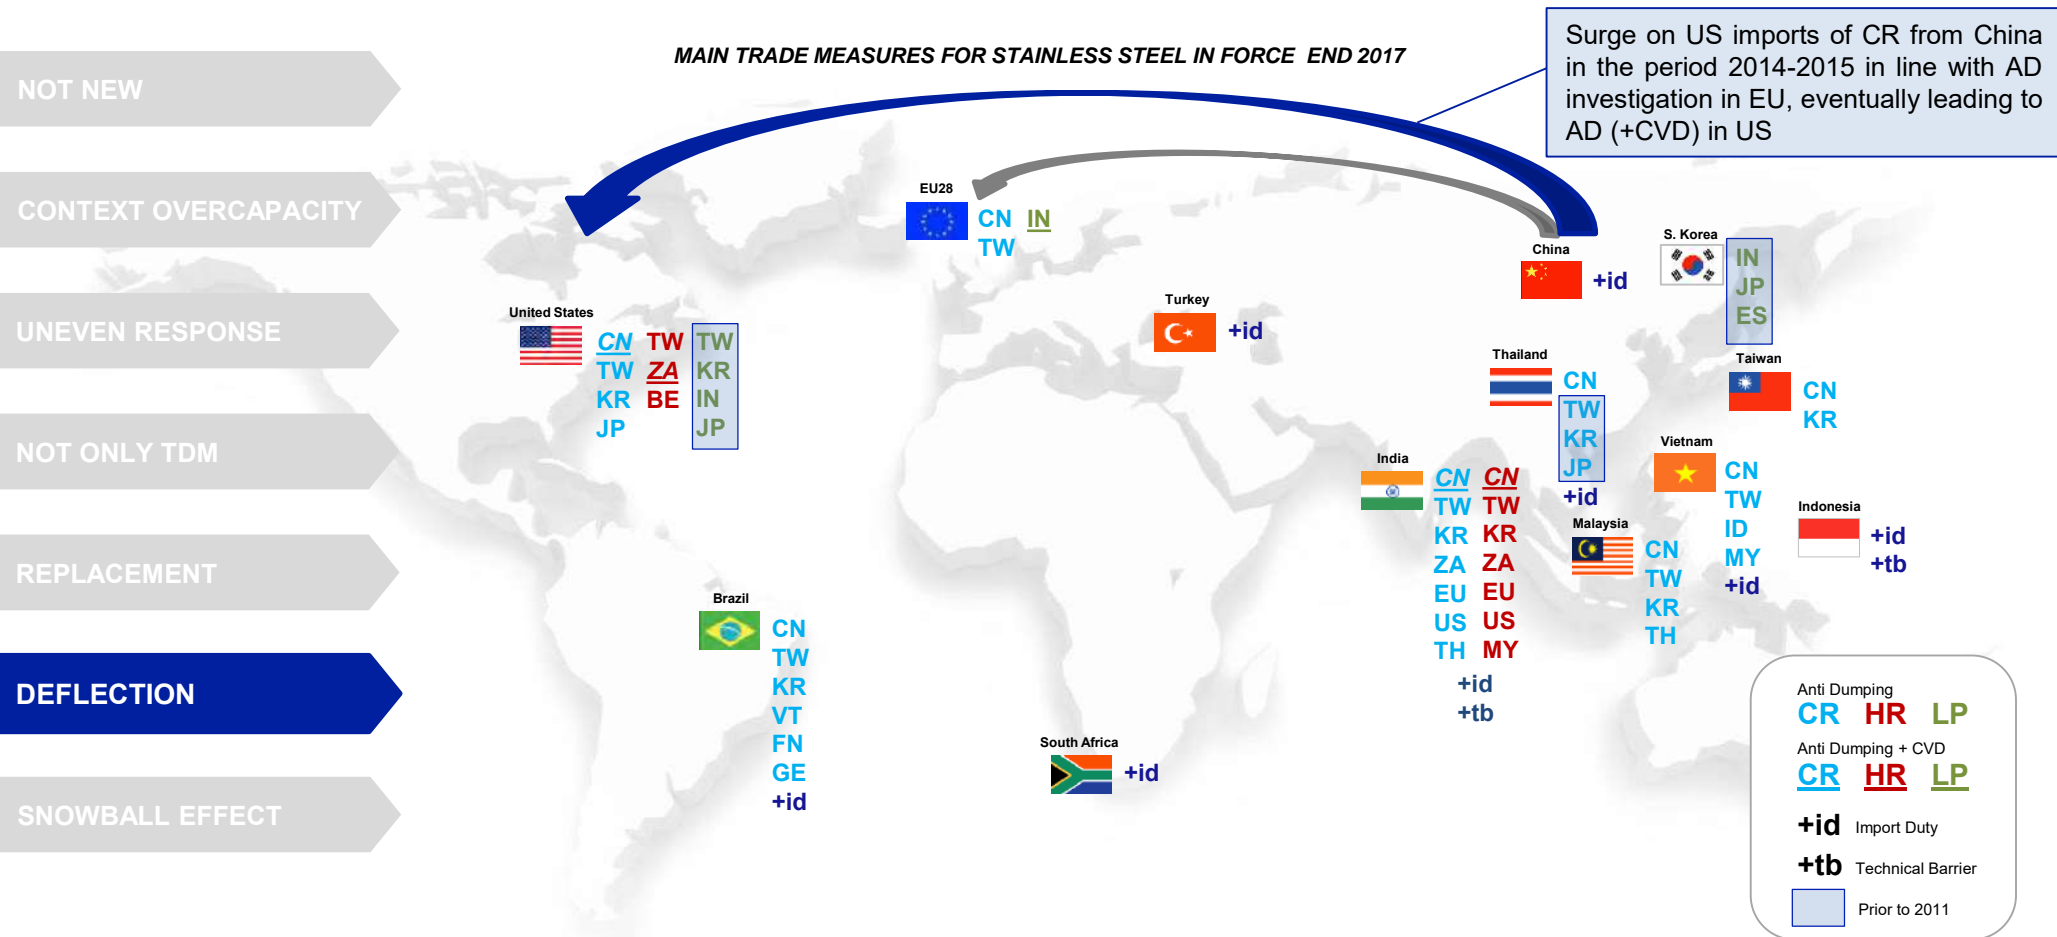 MAIN TRADE MEASURES FOR STAINLESS STEEL IN FORCE  END 2017
Surge on US imports of CR from China
in the period 2014-2015 in line with AD
investigation in EU, eventually leading to
AD (+CVD) in US
NOT NEW
CONTEXT OVERCAPACITY
UNEVEN RESPONSE
NOT ONLY TDM
REPLACEMENT
DEFLECTION
SNOWBALL EFFECT
United States
CN TW TW
TW ZA KR
KR BE IN
JP JP
EU28
CN IN
TW
Turkey
+id
China
+id
S. Korea
IN
JP
ES
Thailand
CN
TW
KR
JP
+id
Taiwan
CN
KR
India
CN CN
TW TW
KR KR
ZA ZA
EU EU
US US
TH MY
+id
+tb
Vietnam
CN
TW
ID
MY
+id
Malaysia
CN
TW
KR
TH
Indonesia
+id
+tb
Brazil
CN
TW
KR
VT
FN
GE
+id
South Africa
+id
Anti Dumping
CR HR LP
Anti Dumping + CVD
CR HR LP
+id Import Duty
+tb Technical Barrier
Prior to 2011